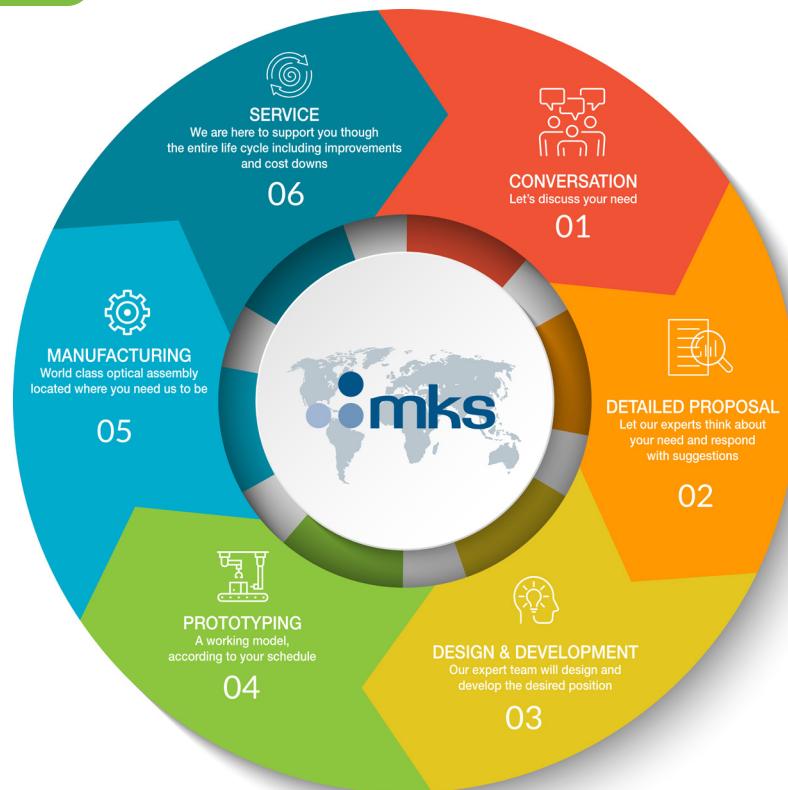 CONVERSATION
Let's discuss your need
01
DETAILED PROPOSAL
Let our experts think about
your need and respond
with suggestions
02
DESIGN & DEVELOPMENT
Our expert team will design and
develop the desired position
03
PROTOTYPING
A working model,
according to your schedule
04
MANUFACTURING
World class optical assembly
located where you need us to be
05
SERVICE
We are here to support you though
the entire life cycle including improvements
and cost downs
06
mks